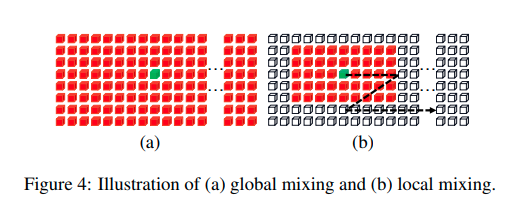 ... ...
... ...
(a) (b)
Figure 4: Illustration of (a) global mixing and (b) local mixing.